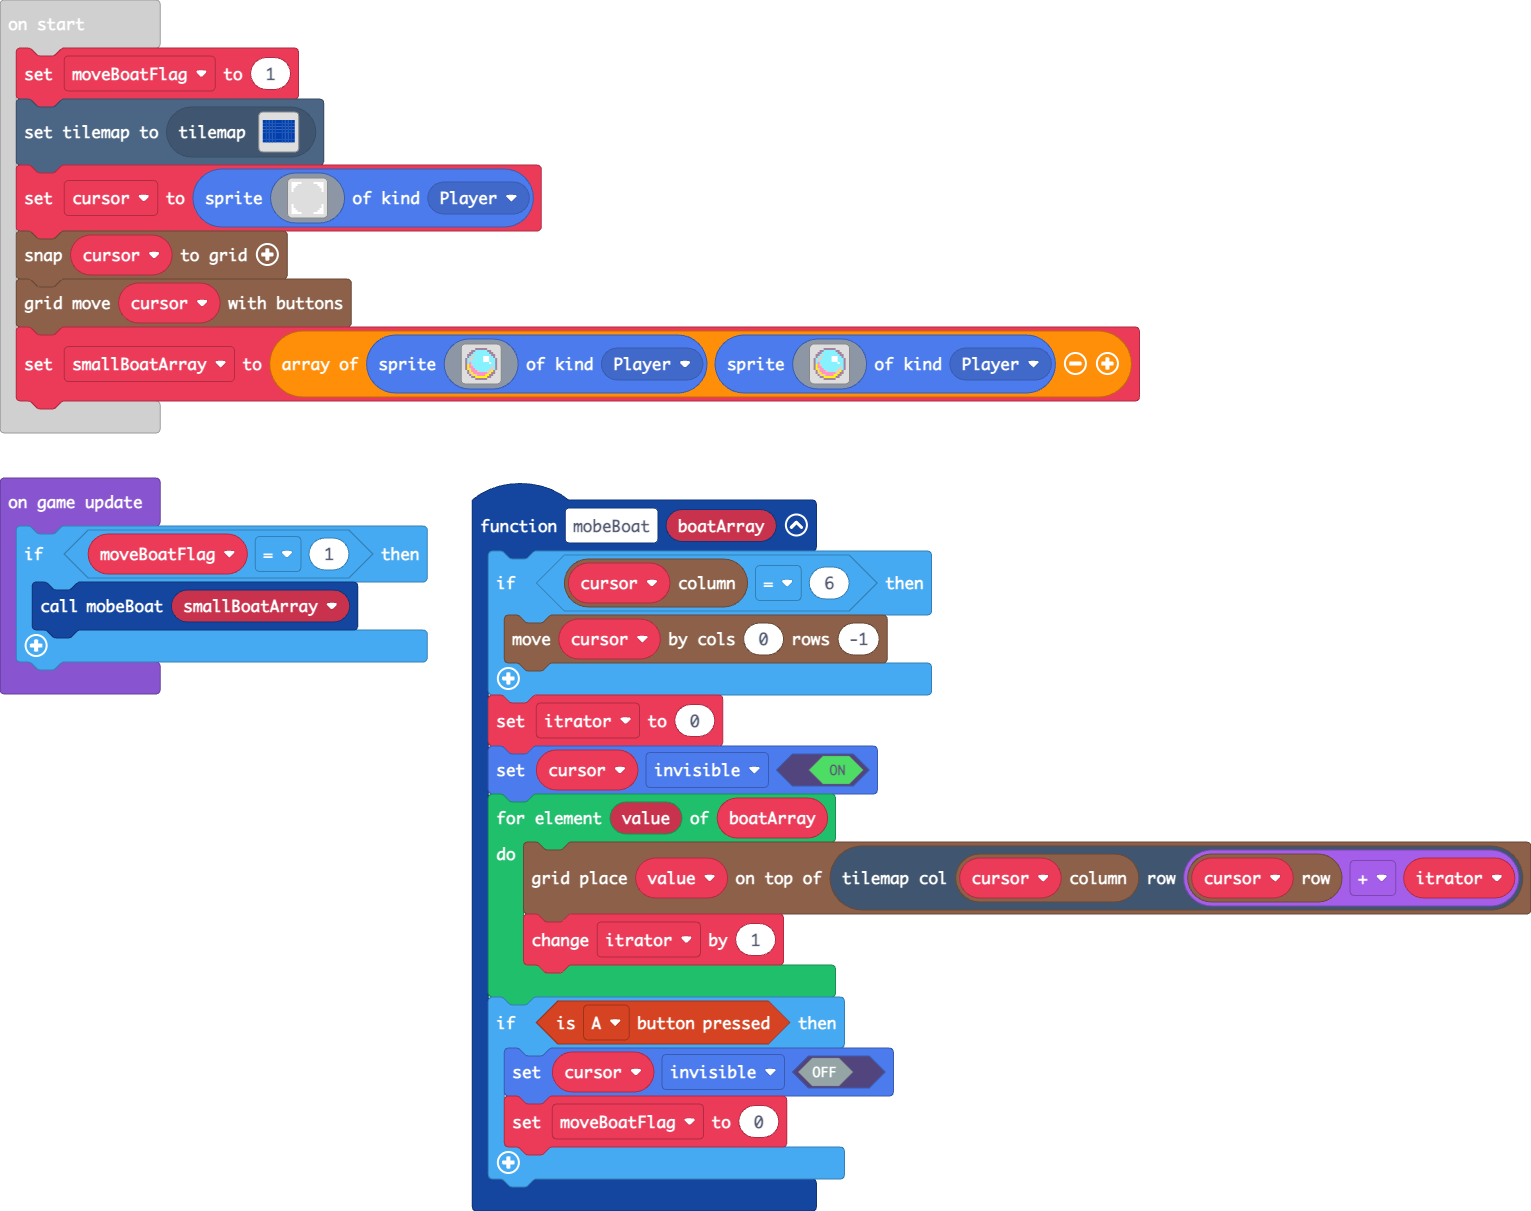 on start
set moveBoatFlag to 1
set tilemap to tilemap
set cursor to sprite of kind Player
snap cursor to grid
grid move cursor with buttons
set smallBoatArray to array of sprite of kind Player sprite of kind Player
on game update
if moveBoatFlag = 1 then
call mobeBoat smallBoatArray
function mobeBoat boatArray
if cursor column = 6 then
move cursor by cols 0 rows -1
set itrator to 0
set cursor invisible ON
for element value of boatArray
do
grid place value on top of tilemap col cursor column row cursor row + itrator
change itrator by 1
if is A button pressed then
set cursor invisible OFF
set moveBoatFlag to 0